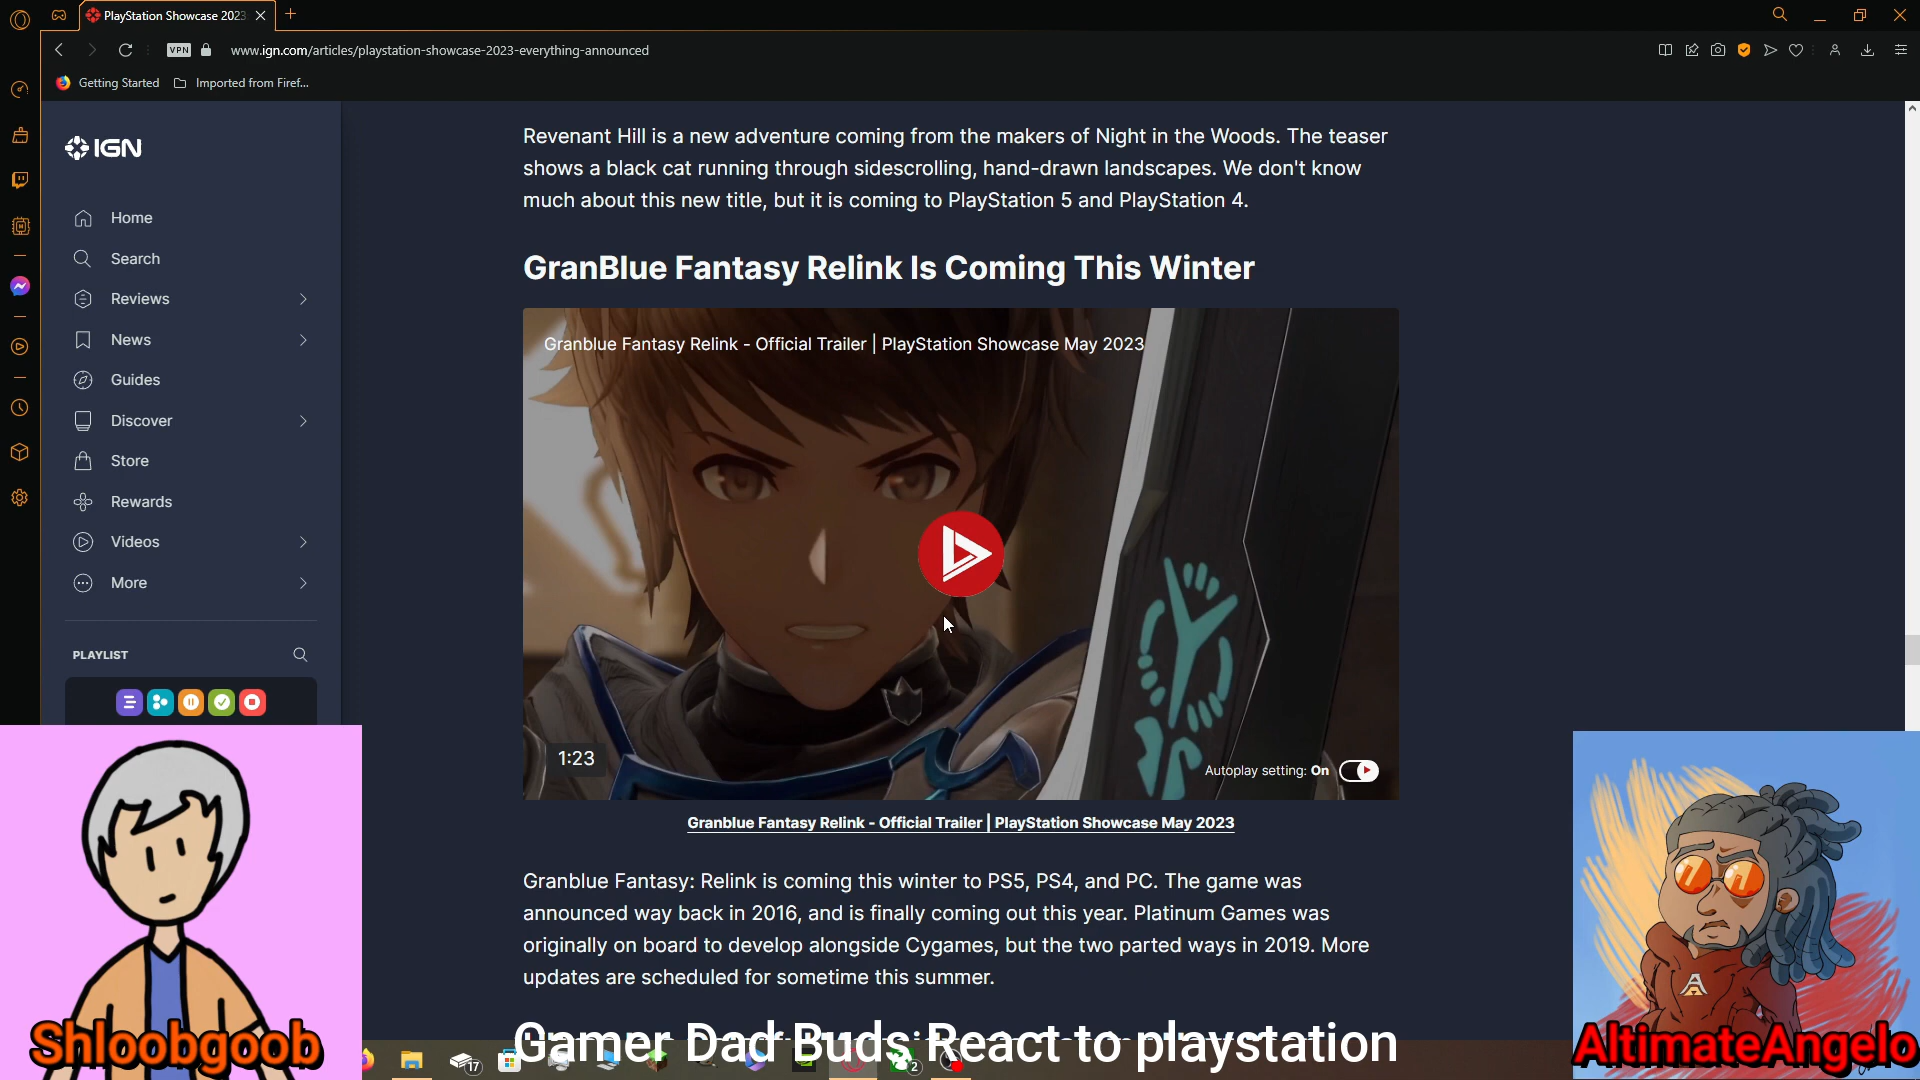 PlayStation Showcase 2023
VPN
www.ign.com/articles/playstation-showcase-2023-everything-announced
Getting Started
Imported from Firef...
IGN
Home
Search
Reviews
News
Guides
Discover
Store
Rewards
Videos
More
PLAYLIST
Revenant Hill is a new adventure coming from the makers of Night in the Woods. The teaser
shows a black cat running through sidescrolling, hand-drawn landscapes. We don't know
much about this new title, but it is coming to PlayStation 5 and PlayStation 4.
GranBlue Fantasy Relink Is Coming This Winter
Granblue Fantasy Relink - Official Trailer | PlayStation Showcase May 2023
1:23
Autoplay setting: On
Granblue Fantasy Relink - Official Trailer | PlayStation Showcase May 2023
Granblue Fantasy: Relink is coming this winter to PS5, PS4, and PC. The game was
announced way back in 2016, and is finally coming out this year. Platinum Games was
originally on board to develop alongside Cygames, but the two parted ways in 2019. More
updates are scheduled for sometime this summer.
Shloobgoob
Gamer Dad Buds React to playstation
AltimateAngelo
17
2